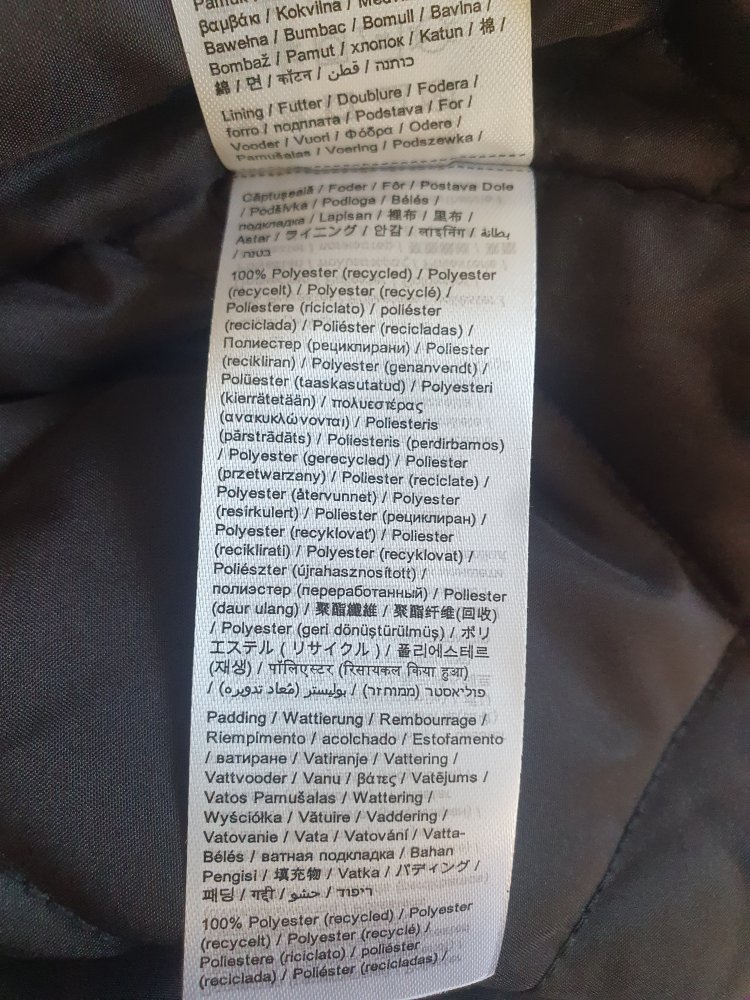 Pamuk
βαμβάκι / Kokvilna /
Bawełna / Bumbac / Bomull / Bavlna /
Bombaž / Pamut / хлопок / Katun / 棉 /
綿 / 면 / कॉटन / قطن / כותנה
Lining / Futter / Doublure / Fodera /
forro / подплата / Podstava / For /
Vooder / Vuori / Φόδρα / Odere /
Pamušalas / Voering / Podszewka /
Căptușeală / Foder / Fôr / Postava Dole
/ Podšívka / Podloga / Bélés /
подкладка / Lapisan / 裡布 / 里布 /
Astar / ライニング / 안감 / लाइनिंग / بطانة
/ בטנה
100% Polyester (recycled) / Polyester
(recycelt) / Polyester (recyclé) /
Poliestere (riciclato) / poliéster
(reciclada) / Poliéster (recicladas) /
Полиестер (рециклирани) / Poliester
(recikliran) / Polyester (genanvendt) /
Polüester (taaskasutatud) / Polyesteri
(kierrätetään) / πολυεστέρας
(ανακυκλώνονται) / Poliesteris
(pārstrādāts) / Poliesteris (perdirbamos)
/ Polyester (gerecycled) / Poliester
(przetwarzany) / Poliester (reciclate) /
Polyester (återvunnet) / Polyester
(resirkulert) / Poliester (рециклиран) /
Polyester (recyklovať) / Poliester
(reciklirati) / Polyester (recyklovat) /
Poliészter (újrahasznosított) /
полиэстер (переработанный) / Poliester
(daur ulang) / 聚酯纖維 / 聚酯纤维(回收)
/ Polyester (geri dönüştürülmüş) / ポリ
エステル ( リサイクル ) / 폴리에스테르
(재생) / पॉलिएस्टर (रिसायकल किया हुआ)
/ بوليستر (مُعاد تدويره) / פוליאסטר (ממוחזר)
Padding / Wattierung / Rembourrage /
Riempimento / acolchado / Estofamento
/ ватиране / Vatiranje / Vattering /
Vattvooder / Vanu / βάτες / Vatējums /
Vatos Pamušalas / Wattering /
Wyściółka / Vătuire / Vaddering /
Vatovanie / Vata / Vatování / Vatta-
Bélés / ватная подкладка / Bahan
Pengisi / 填充物 / Vatka / パディング /
패딩 / गद्दी / حشو / ריפוד
100% Polyester (recycled) / Polyester
(recycelt) / Polyester (recyclé) /
Poliestere (riciclato) / poliéster
(reciclada) / Poliéster (recicladas) /